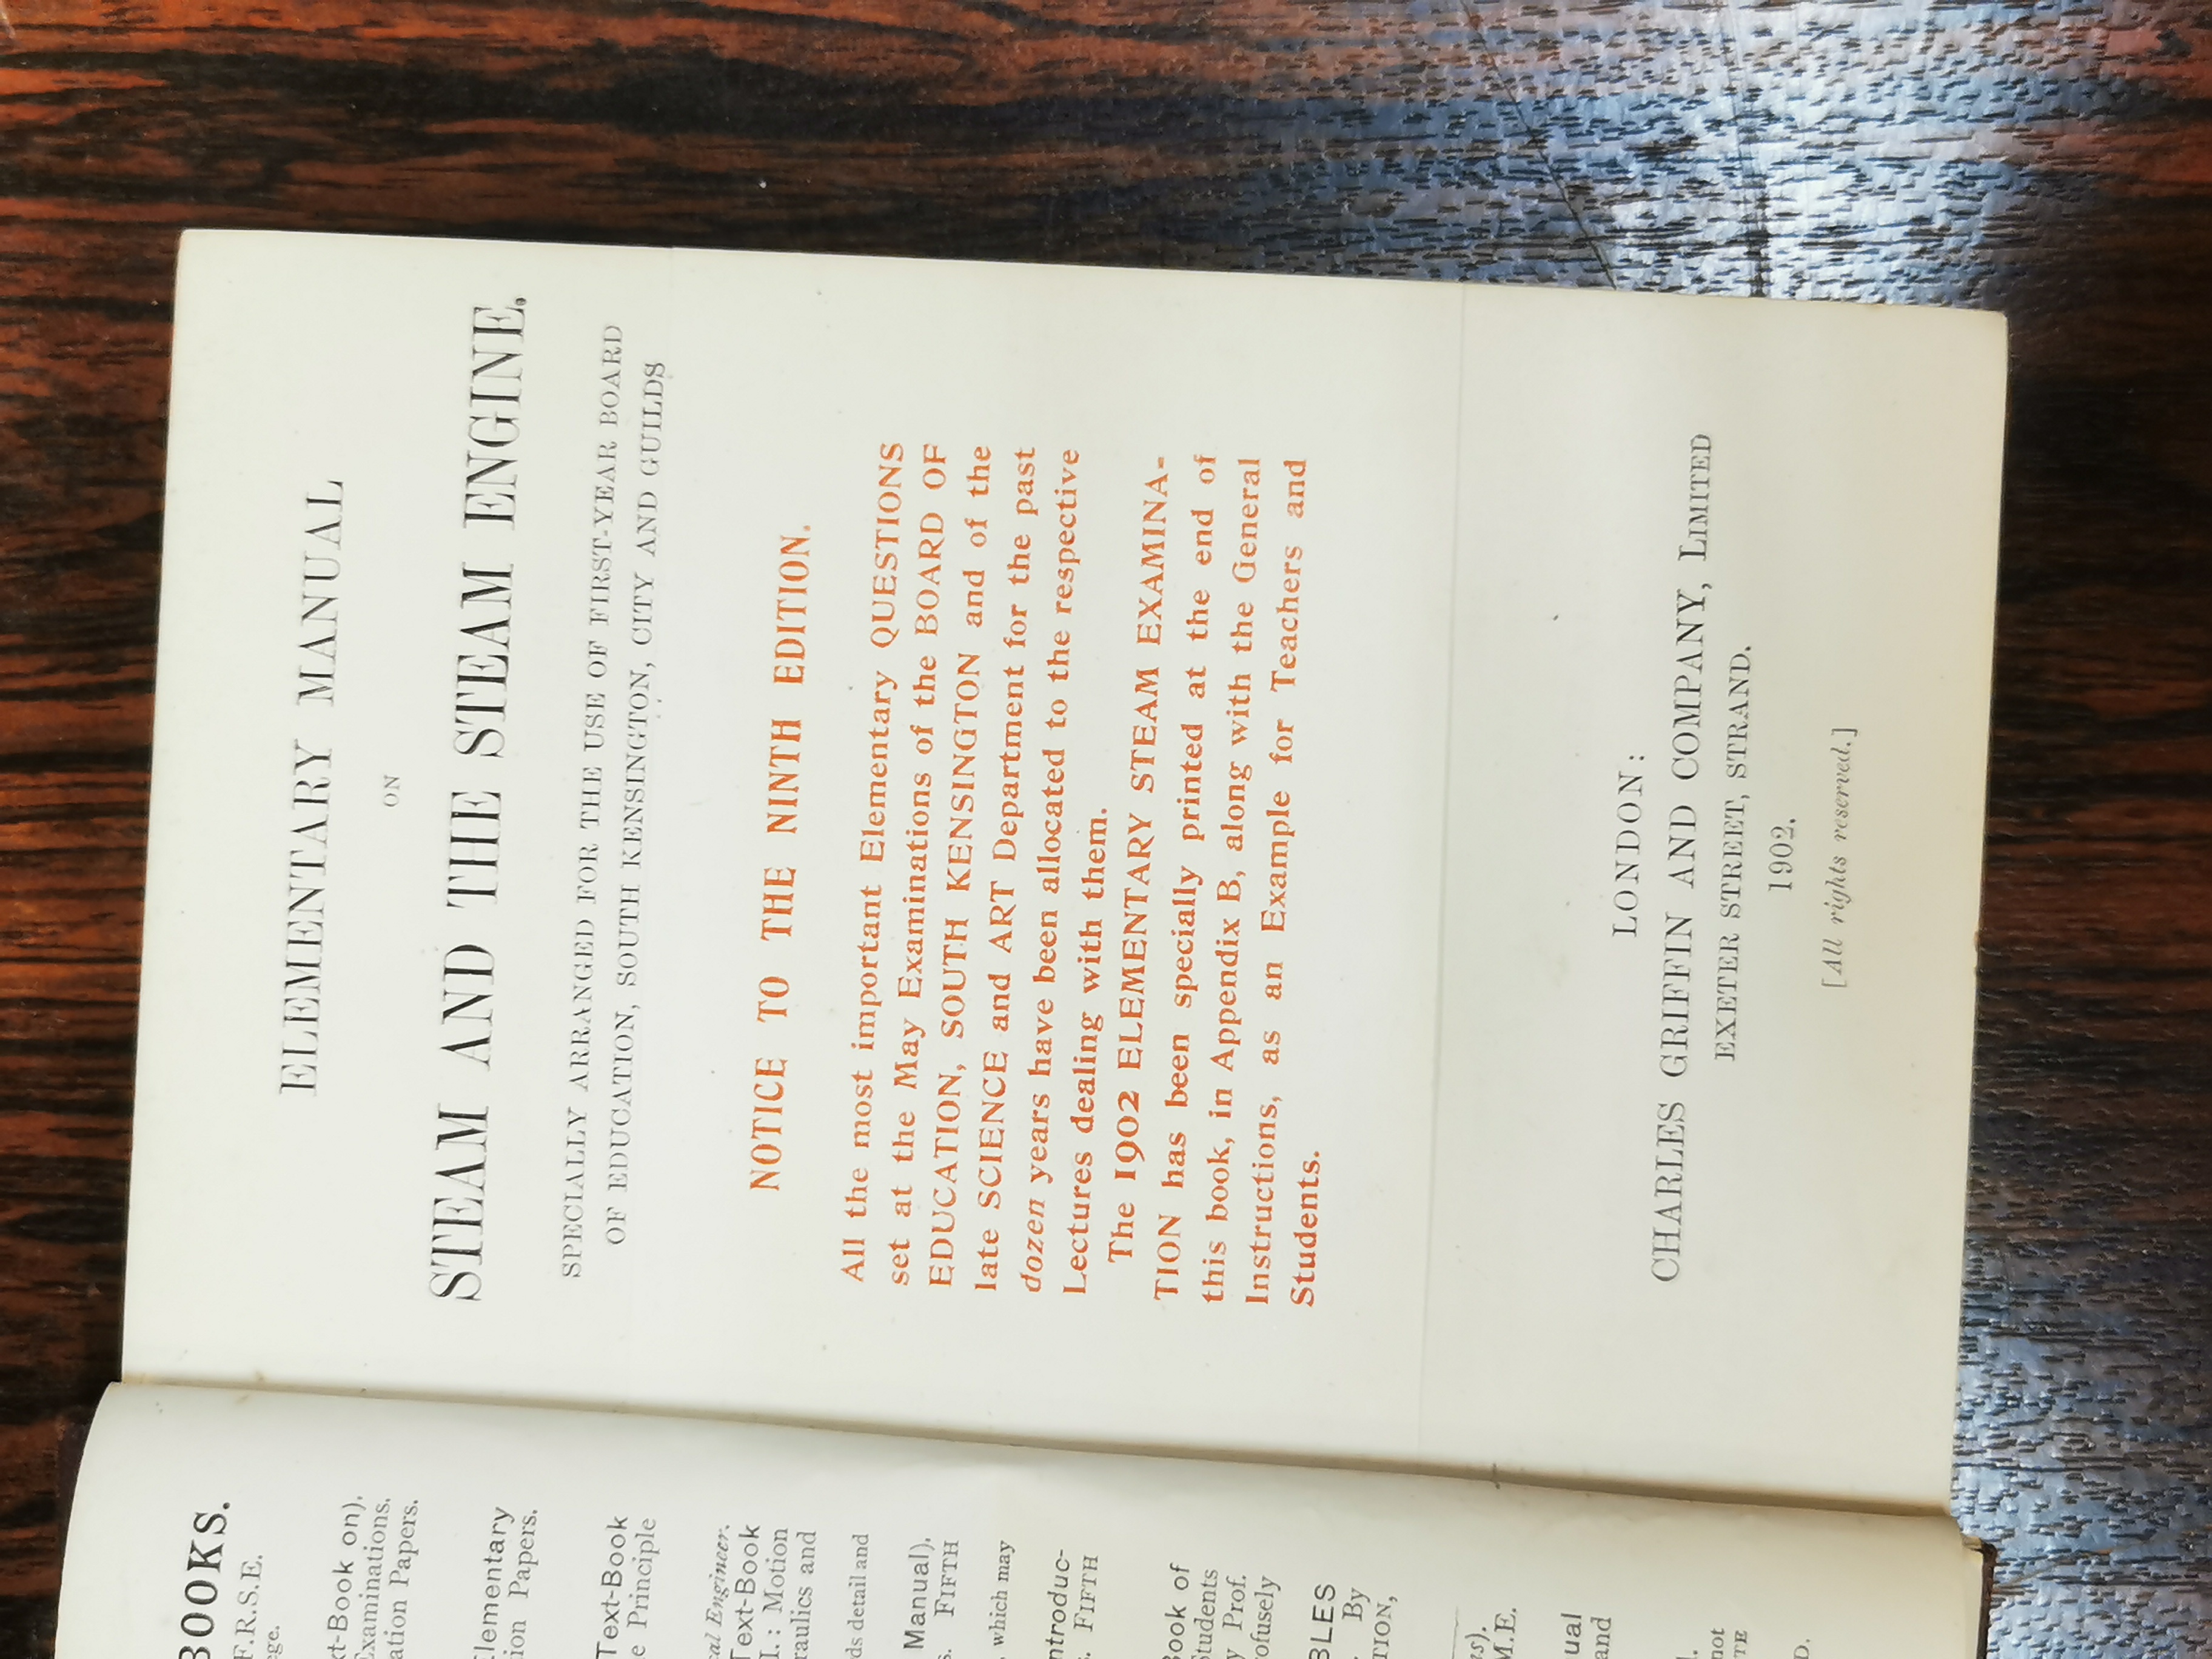 BOOKS.
F.R.S.E.
ege.
xt-Book on).
Examinations.
ation Papers.
Elementary
ion Papers.
Text-Book
e Principle
cal Engineer.
Text-Book
I.: Motion
raulics and
ds detail and
Manual).
s. FIFTH
, which may
ntroduc-
s. FIFTH
Book of
Students
y Prof.
ofusely
BLES
By
TION,
us).
M.E.
ual
and
l.
not
TE
D.
ELEMENTARY MANUAL
ON
STEAM AND THE STEAM ENGINE.
SPECIALLY ARRANGED FOR THE USE OF FIRST-YEAR BOARD
OF EDUCATION, SOUTH KENSINGTON, CITY AND GUILDS
NOTICE TO THE NINTH EDITION.
All the most important Elementary QUESTIONS
set at the May Examinations of the BOARD OF
EDUCATION, SOUTH KENSINGTON and of the
late SCIENCE and ART Department for the past
dozen years have been allocated to the respective
Lectures dealing with them.
The 1902 ELEMENTARY STEAM EXAMINA-
TION has been specially printed at the end of
this book, in Appendix B, along with the General
Instructions, as an Example for Teachers and
Students.
LONDON:
CHARLES GRIFFIN AND COMPANY, LIMITED
EXETER STREET, STRAND.
1902.
[All rights reserved.]